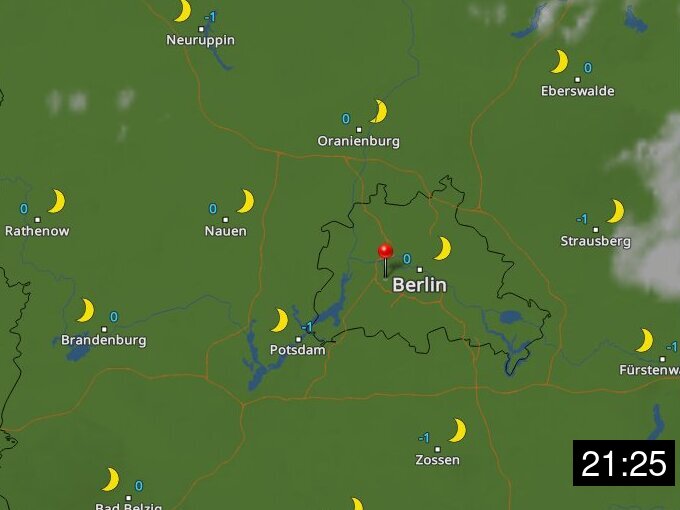 -1
Neuruppin
0
Eberswalde
0
Oranienburg
0
Rathenow
0
Nauen
-1
Strausberg
0
Berlin
0
Brandenburg
-1
Potsdam
-1
Fürstenwa
-1
Zossen
21:25
0
Bad Belzig